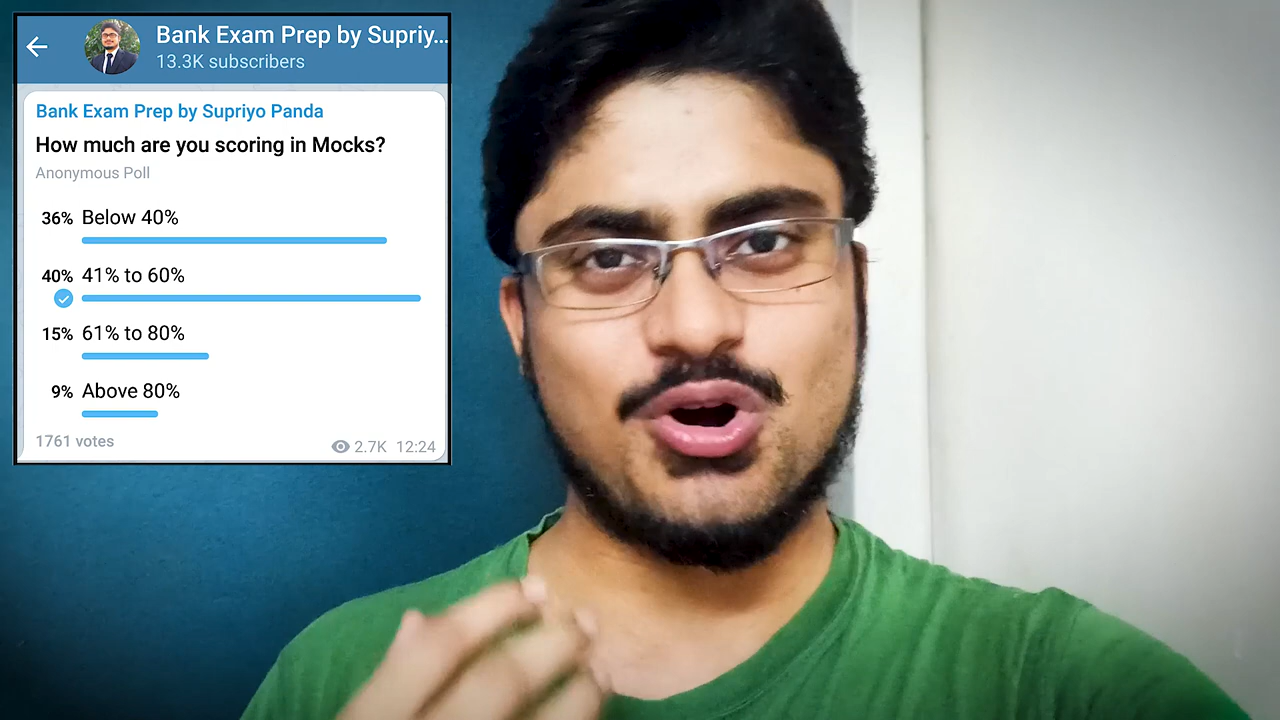 Bank Exam Prep by Supriy...
13.3K subscribers
Bank Exam Prep by Supriyo Panda
How much are you scoring in Mocks?
Anonymous Poll
36% Below 40%
40% 41% to 60%
15% 61% to 80%
9% Above 80%
1761 votes
2.7K 12:24